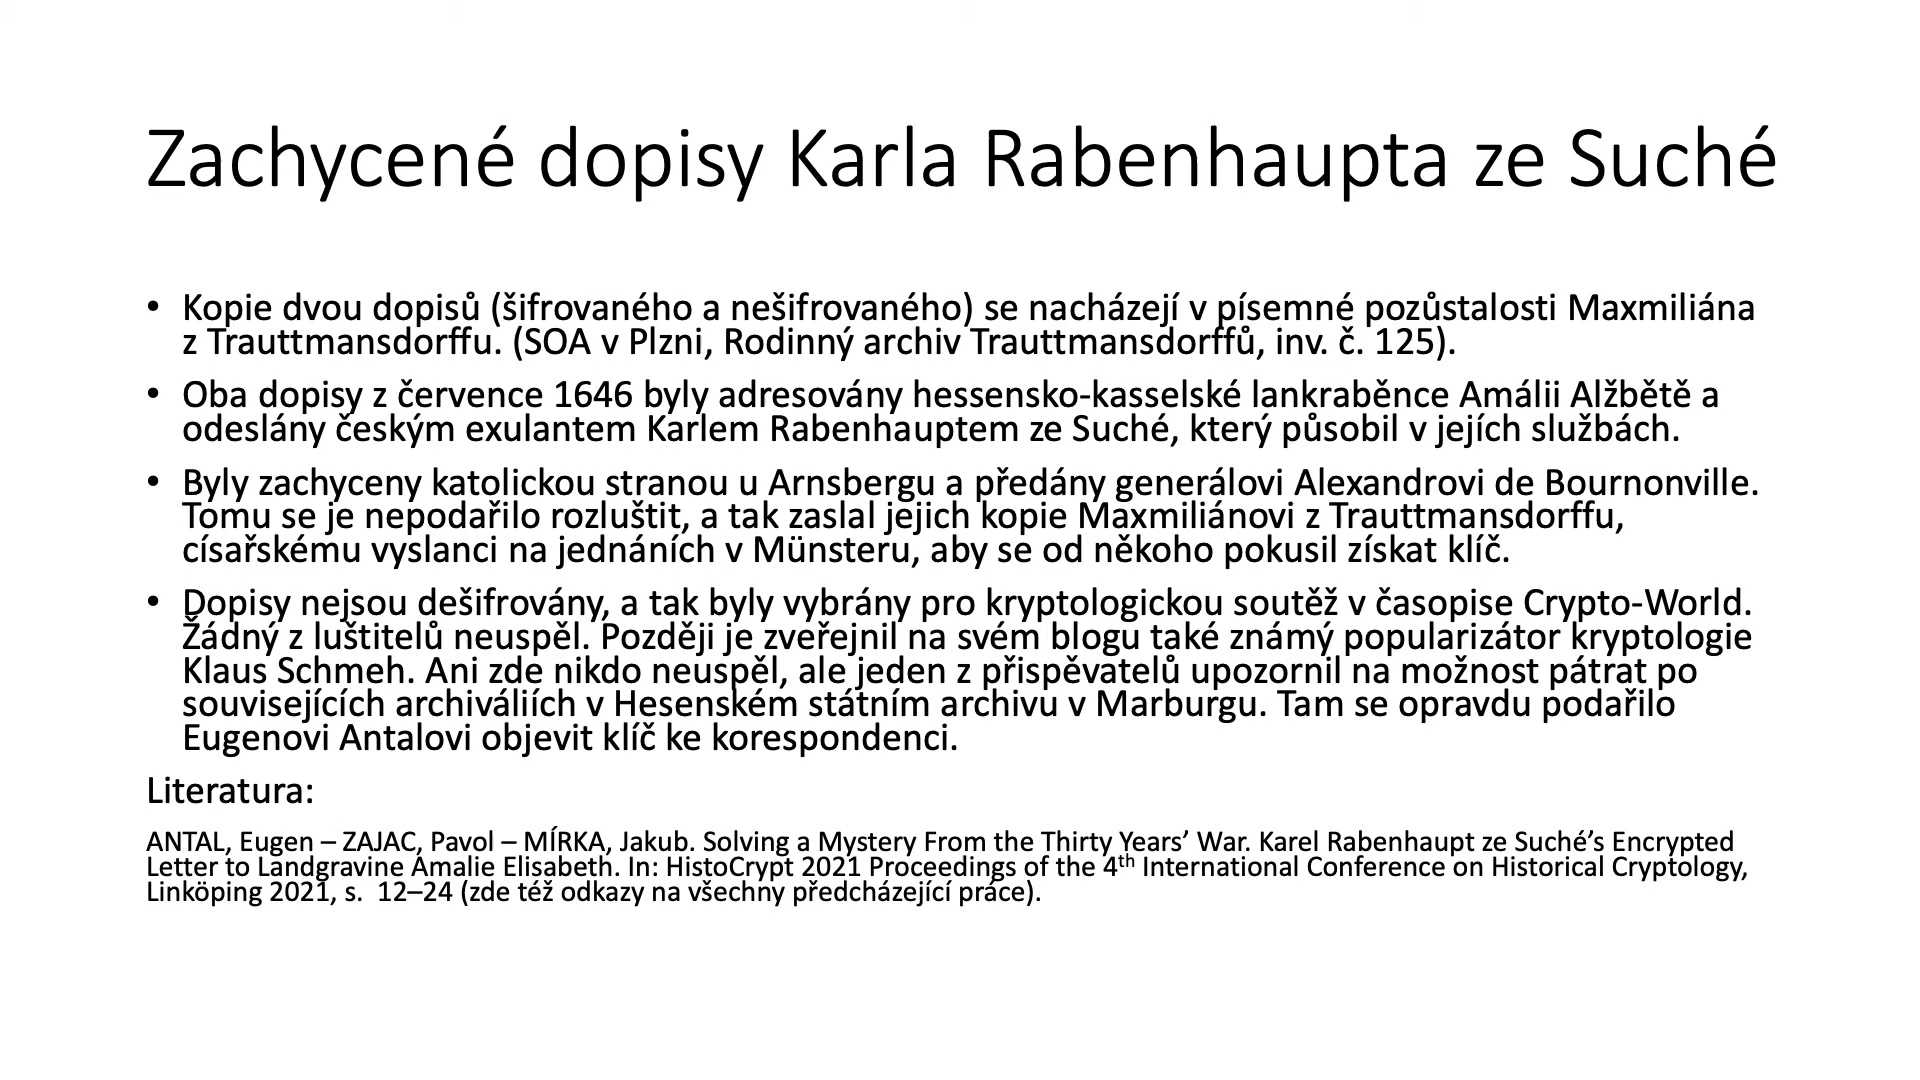 Zachycené dopisy Karla Rabenhaupta ze Suché
• Kopie dvou dopisů (šifrovaného a nešifrovaného) se nacházejí v písemné pozůstalosti Maxmiliána
z Trauttmansdorffu. (SOA v Plzni, Rodinný archiv Trauttmansdorffů, inv. č. 125).
• Oba dopisy z července 1646 byly adresovány hessensko-kasselské lankraběnce Amálii Alžbětě a
odeslány českým exulantem Karlem Rabenhauptem ze Suché, který působil v jejích službách.
• Byly zachyceny katolickou stranou u Arnsbergu a předány generálovi Alexandrovi de Bournonville.
Tomu se je nepodařilo rozluštit, a tak zaslal jejich kopie Maxmiliánovi z Trauttmansdorffu,
císařskému vyslanci na jednáních v Münsteru, aby se od někoho pokusil získat klíč.
• Dopisy nejsou dešifrovány, a tak byly vybrány pro kryptologickou soutěž v časopise Crypto-World.
Žádný z luštitelů neuspěl. Později je zveřejnil na svém blogu také známý popularizátor kryptologie
Klaus Schmeh. Ani zde nikdo neuspěl, ale jeden z přispěvatelů upozornil na možnost pátrat po
souvisejících archiváliích v Hesenském státním archivu v Marburgu. Tam se opravdu podařilo
Eugenovi Antalovi objevit klíč ke korespondenci.
Literatura:
ANTAL, Eugen – ZAJAC, Pavol – MÍRKA, Jakub. Solving a Mystery From the Thirty Years’ War. Karel Rabenhaupt ze Suché’s Encrypted
Letter to Landgravine Amalie Elisabeth. In: HistoCrypt 2021 Proceedings of the 4th International Conference on Historical Cryptology,
Linköping 2021, s. 12–24 (zde též odkazy na všechny předcházející práce).